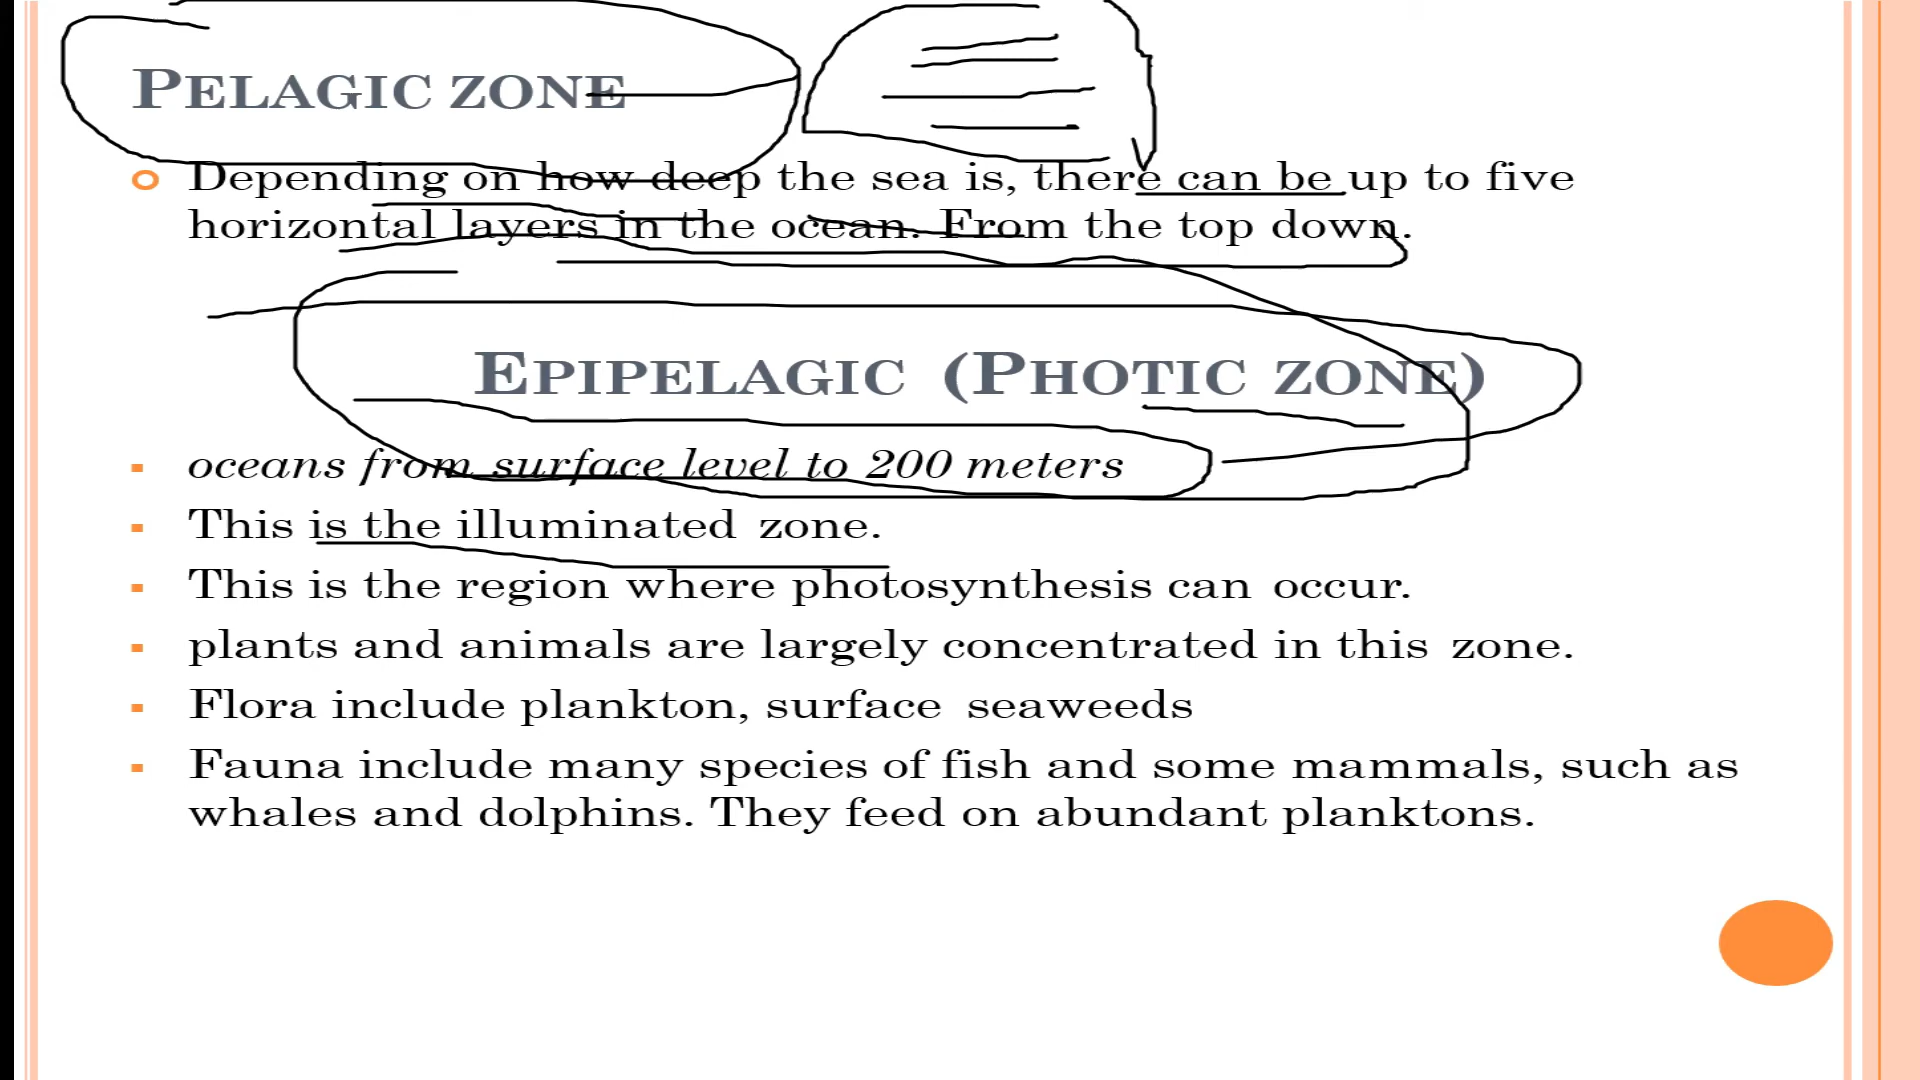 PELAGIC ZONE
Depending on how deep the sea is, there can be up to five
horizontal layers in the ocean. From the top down.
EPIPELAGIC (PHOTIC ZONE)
oceans from surface level to 200 meters
This is the illuminated zone.
This is the region where photosynthesis can occur.
plants and animals are largely concentrated in this zone.
Flora include plankton, surface seaweeds
Fauna include many species of fish and some mammals, such as
whales and dolphins. They feed on abundant planktons.